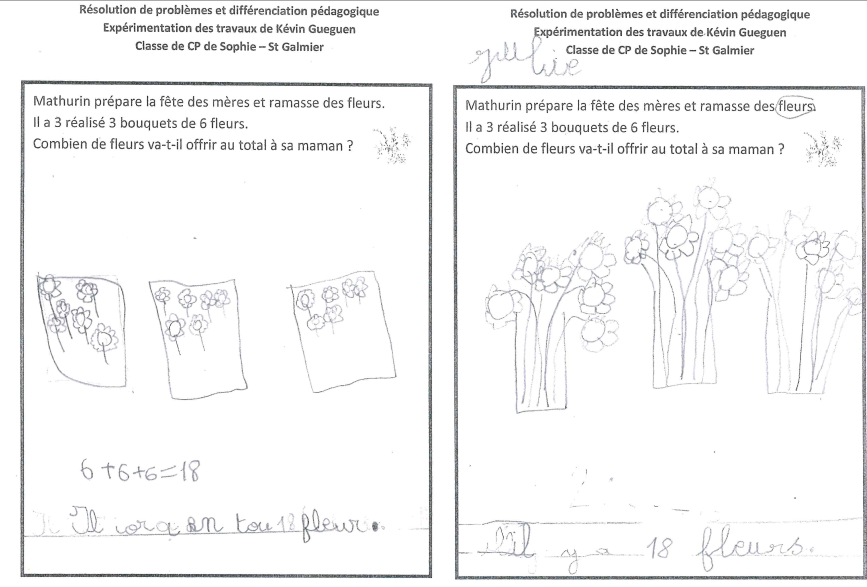 Résolution de problèmes et différenciation pédagogique
Expérimentation des travaux de Kévin Gueguen
Classe de CP de Sophie – St Galmier
Mathurin prépare la fête des mères et ramasse des fleurs.
Il a 3 réalisé 3 bouquets de 6 fleurs.
Combien de fleurs va-t-il offrir au total à sa maman ?
6+6+6=18
Il ora en tou 18 fleur.
Résolution de problèmes et différenciation pédagogique
Expérimentation des travaux de Kévin Gueguen
Classe de CP de Sophie – St Galmier
Mathurin prépare la fête des mères et ramasse des fleurs.
Il a 3 réalisé 3 bouquets de 6 fleurs.
Combien de fleurs va-t-il offrir au total à sa maman ?
il y a 18 fleurs.